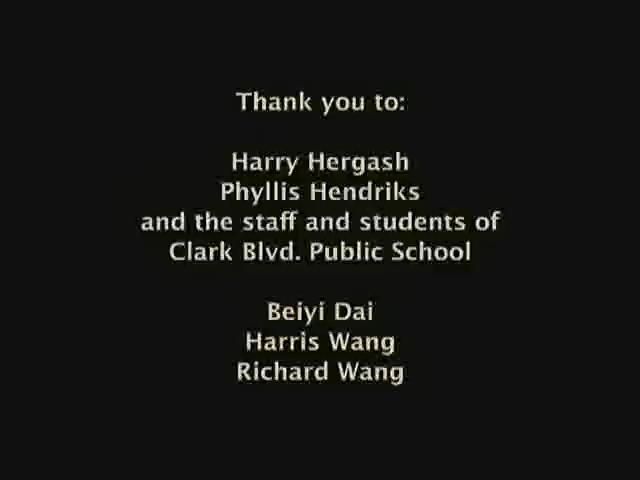 Thank you to:
Harry Hergash
Phyllis Hendriks
and the staff and students of
Clark Blvd. Public School
Beiyi Dai
Harris Wang
Richard Wang